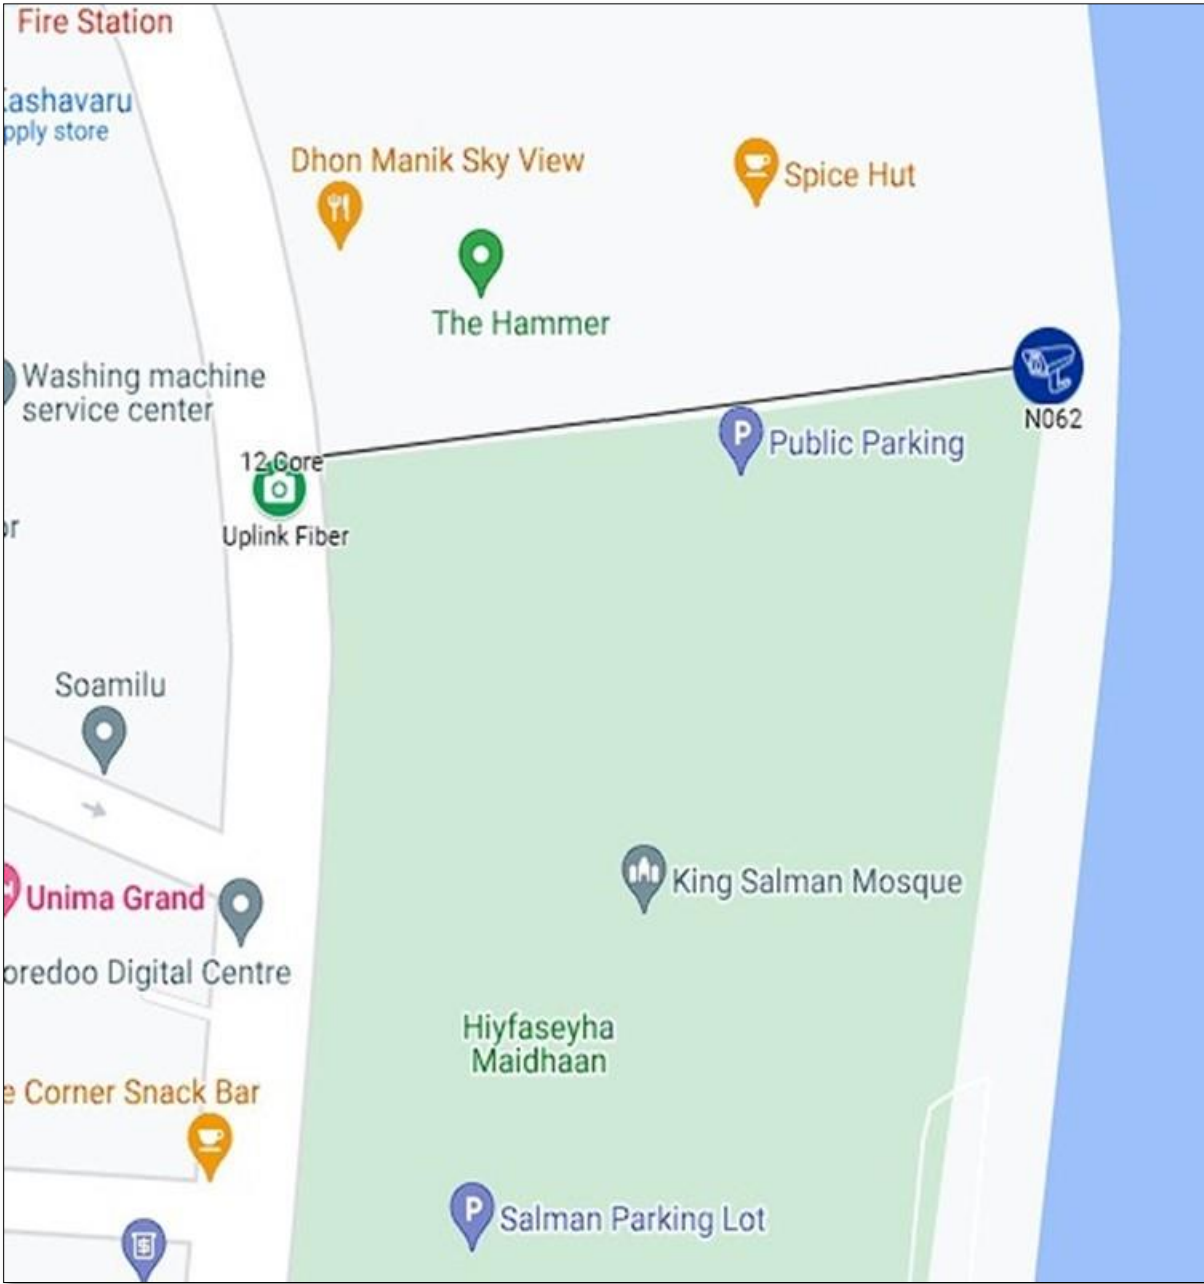 Fire Station
ashavaru
pply store
Dhon Manik Sky View
Spice Hut
The Hammer
Washing machine
service center
N062
12 Core
P
Public Parking
Uplink Fiber
or
Soamilu
King Salman Mosque
Unima Grand
oredoo Digital Centre
Hiyfaseyha
Maidhaan
e Corner Snack Bar
P
Salman Parking Lot
$